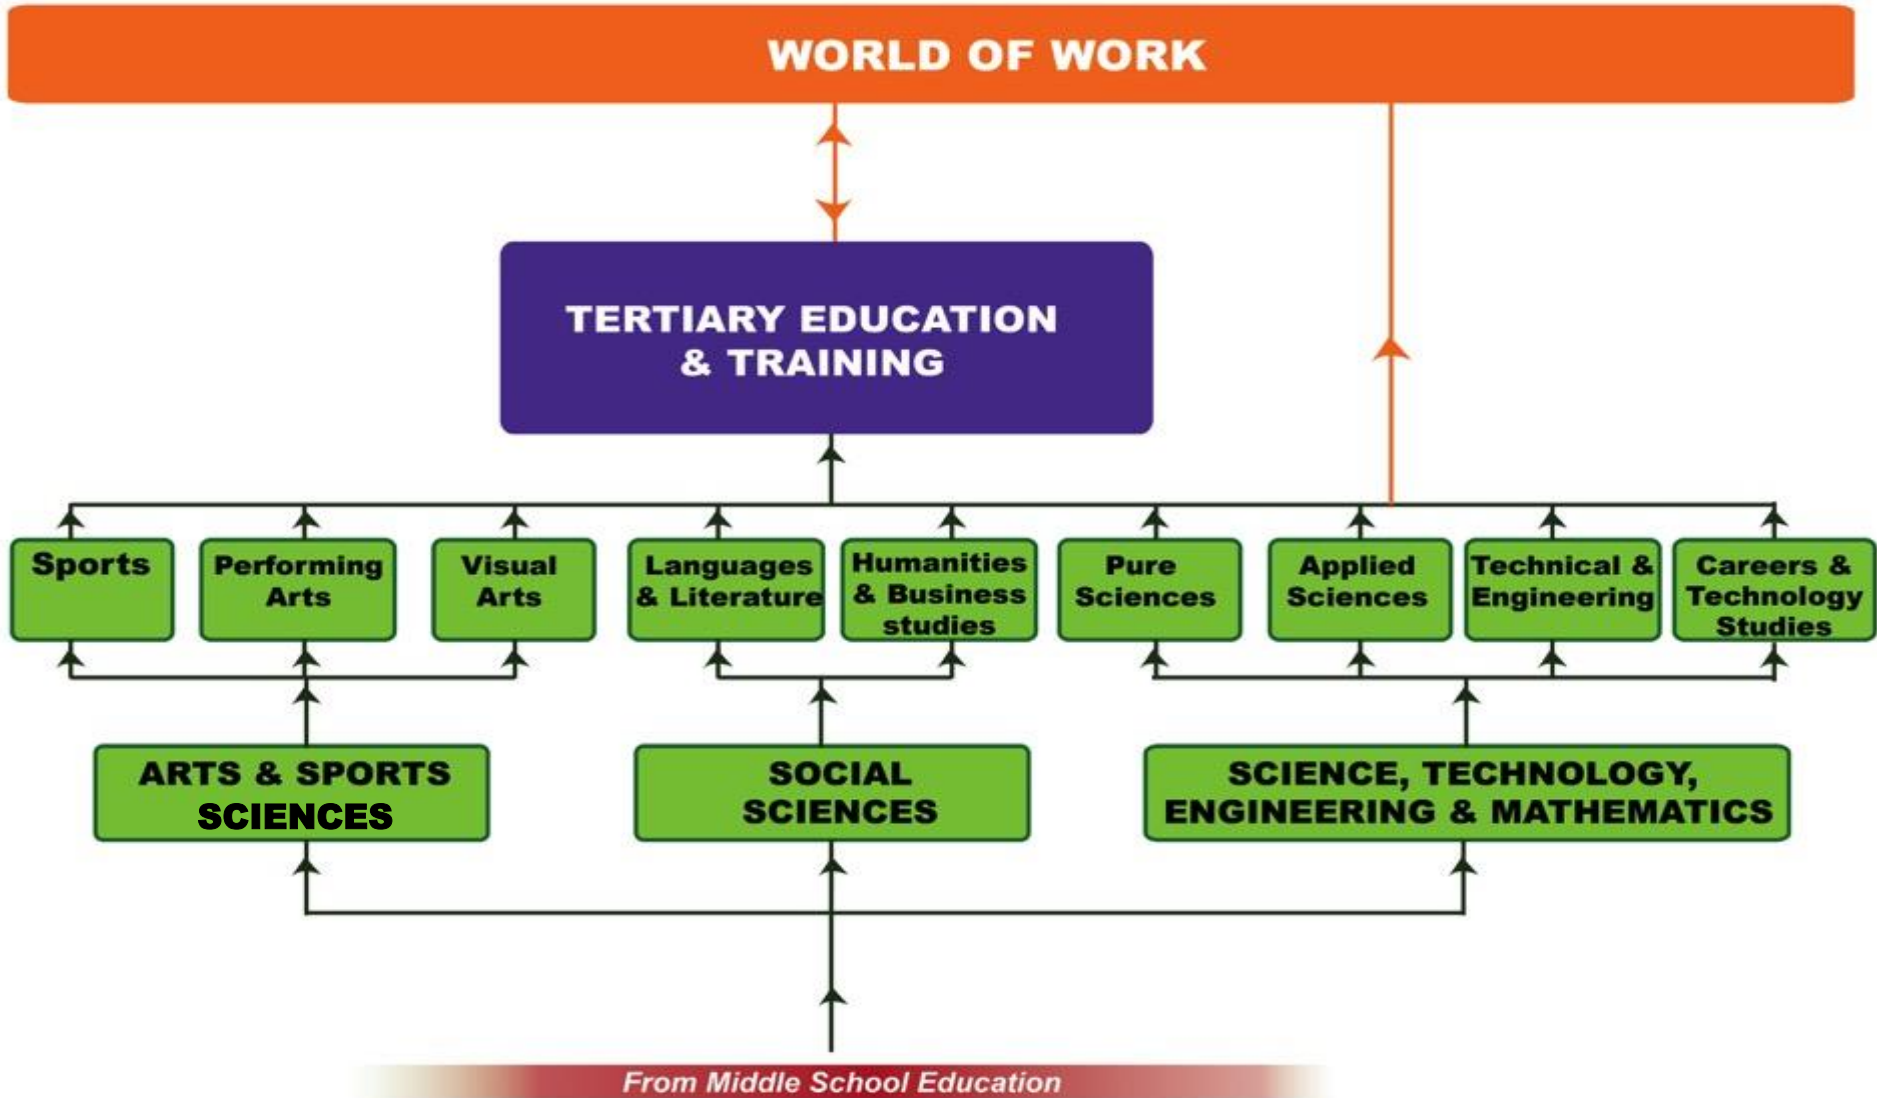 WORLD OF WORK
TERTIARY EDUCATION
& TRAINING
Sports
Performing
Arts
Visual
Arts
Languages
& Literature
Humanities
& Business
studies
Pure
Sciences
Applied
Sciences
Technical &
Engineering
Careers &
Technology
Studies
ARTS & SPORTS
SCIENCES
SOCIAL
SCIENCES
SCIENCE, TECHNOLOGY,
ENGINEERING & MATHEMATICS
From Middle School Education